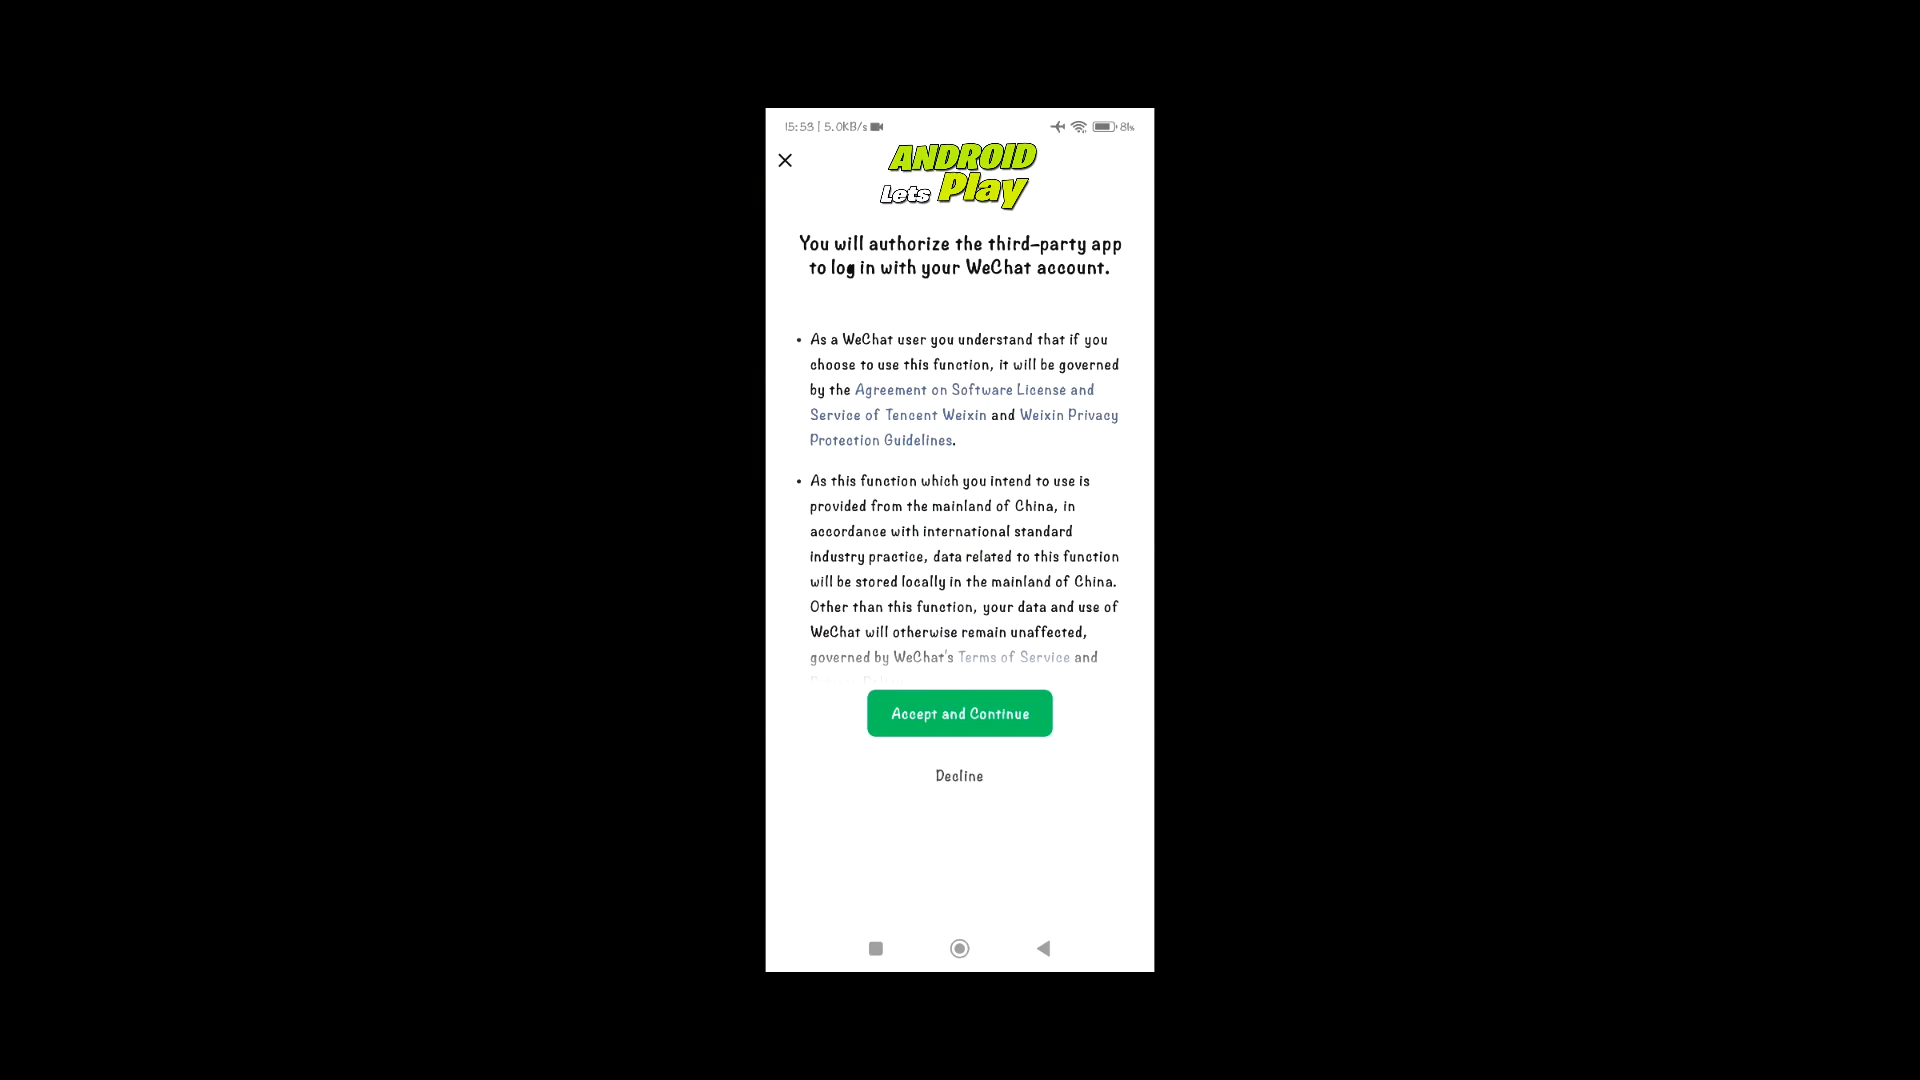 15:53 | 5.0KB/s
81%
ANDROID
Lets Play
You will authorize the third-party app
to log in with your WeChat account.
• As a WeChat user you understand that if you
choose to use this function, it will be governed
by the Agreement on Software License and
Service of Tencent Weixin and Weixin Privacy
Protection Guidelines.
• As this function which you intend to use is
provided from the mainland of China, in
accordance with international standard
industry practice, data related to this function
will be stored locally in the mainland of China.
Other than this function, your data and use of
WeChat will otherwise remain unaffected,
governed by WeChat's Terms of Service and
Accept and Continue
Decline